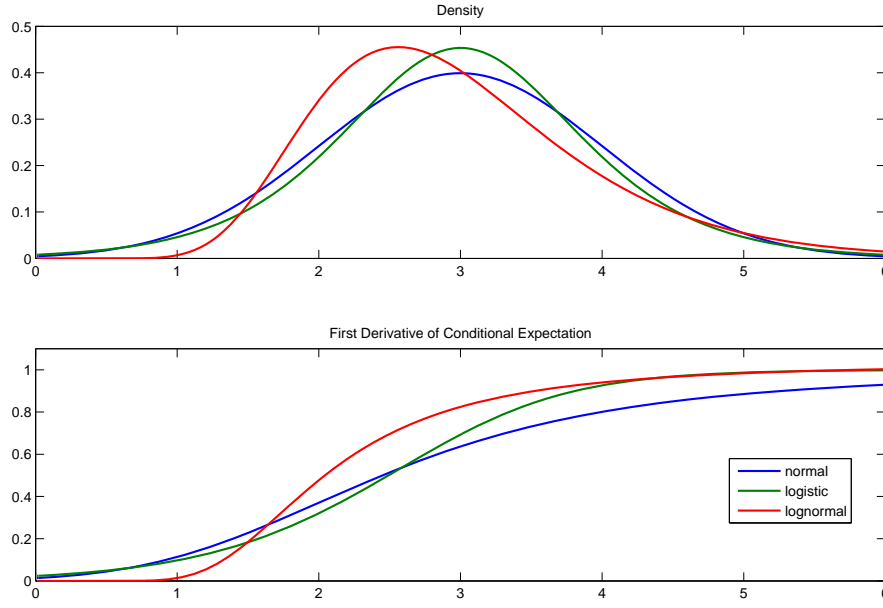 Density
0.5
0.4
0.3
0.2
0.1
0
0 1 2 3 4 5 6
First Derivative of Conditional Expectation
1
0.8
0.6
0.4
0.2
0
normal
logistic
lognormal
0 1 2 3 4 5 6